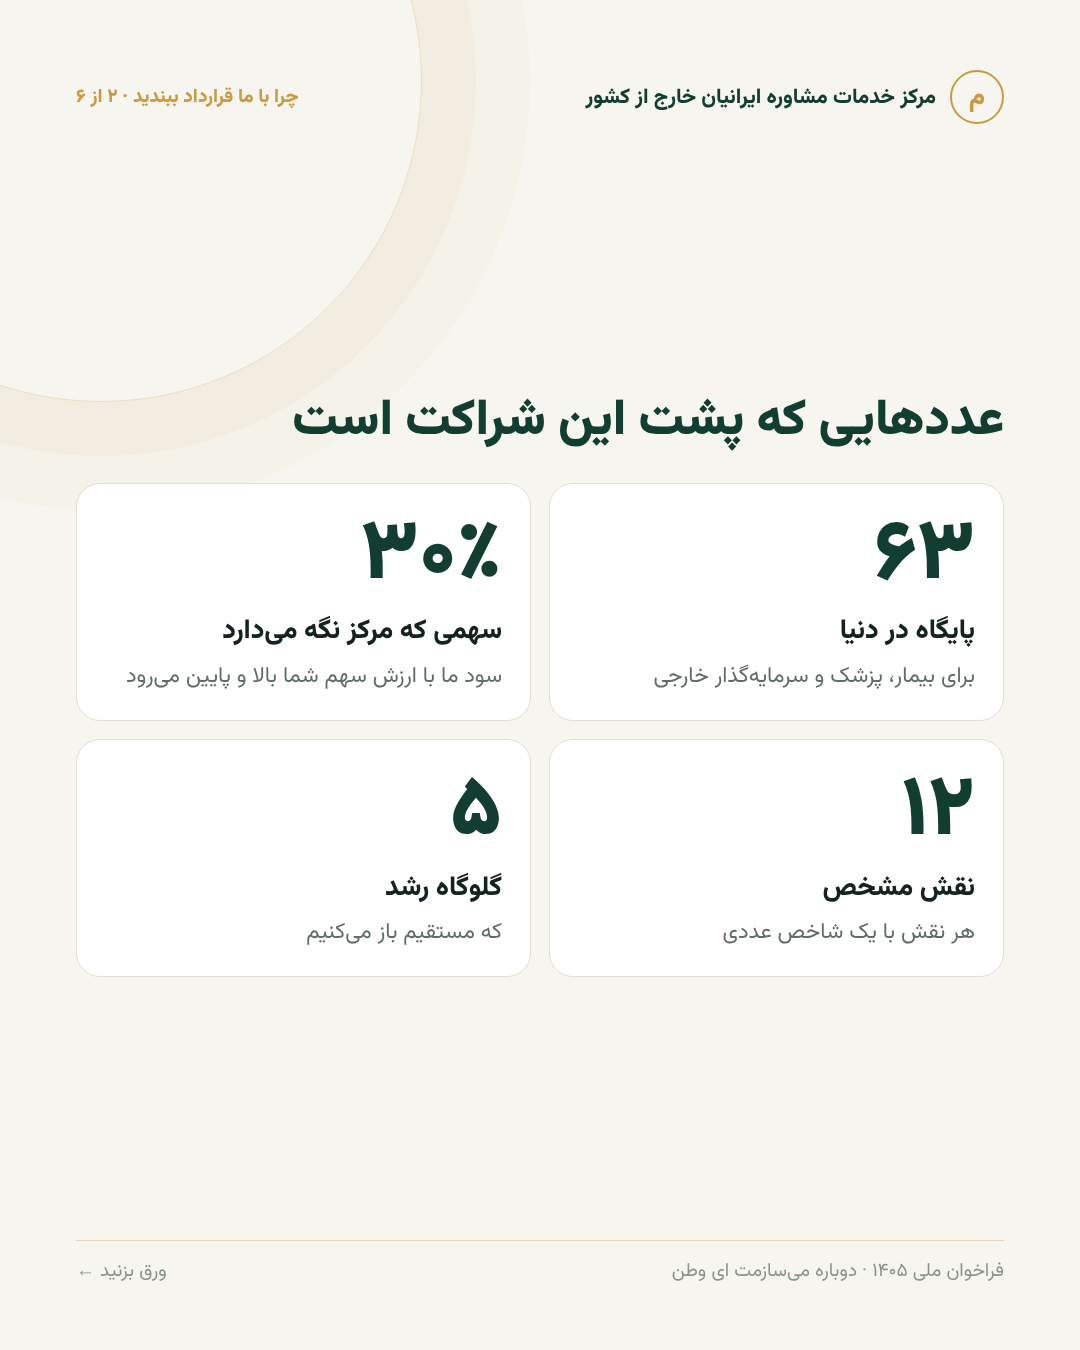 م
مرکز خدمات مشاوره ایرانیان خارج از کشور
چرا با ما قرارداد ببندید · ۲ از ۶
عددهایی که پشت این شراکت است
۶۳
پایگاه در دنیا
برای بیمار، پزشک و سرمایه‌گذار خارجی
۳۰٪
سهمی که مرکز نگه می‌دارد
سود ما با ارزش سهم شما بالا و پایین می‌رود
۱۲
نقش مشخص
هر نقش با یک شاخص عددی
۵
گلوگاه رشد
که مستقیم باز می‌کنیم
فراخوان ملی ۱۴۰۵ · دوباره می‌سازمت ای وطن
ورق بزنید ←